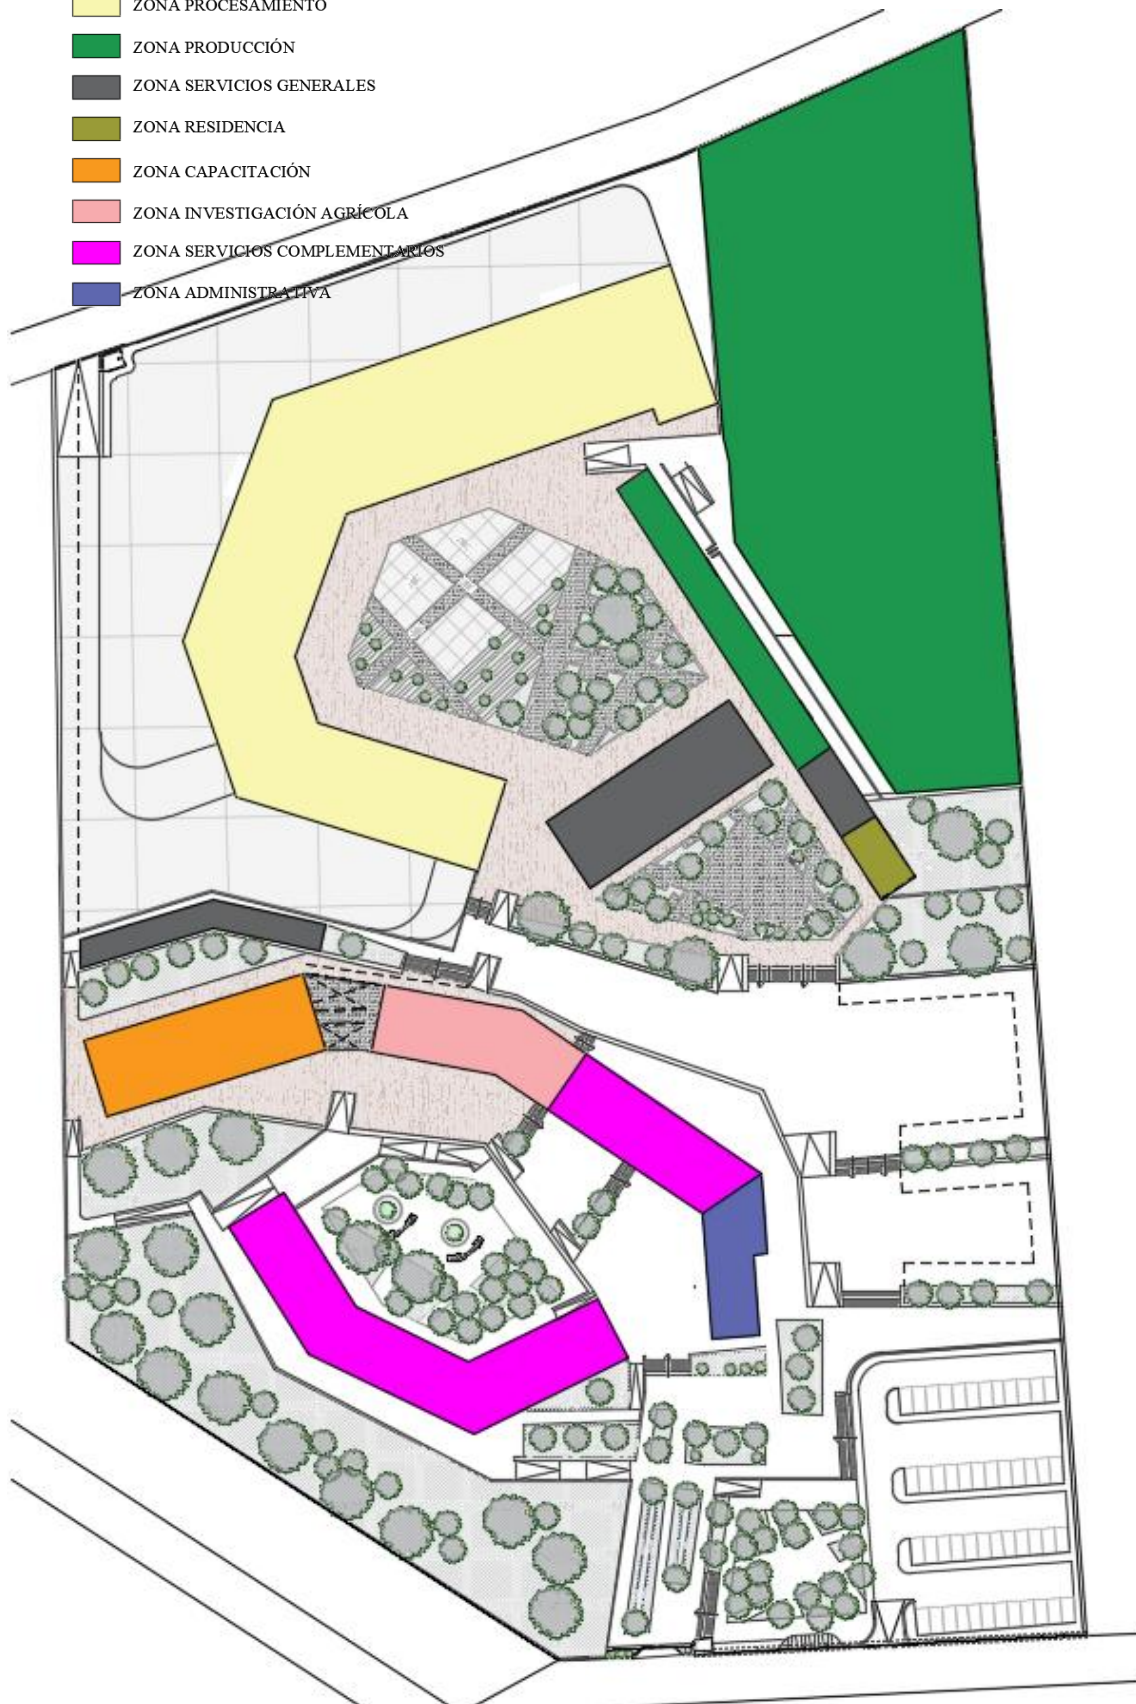 ZONA PROCESAMIENTO
ZONA PRODUCCIÓN
ZONA SERVICIOS GENERALES
ZONA RESIDENCIA
ZONA CAPACITACIÓN
ZONA INVESTIGACIÓN AGRÍCOLA
ZONA SERVICIOS COMPLEMENTARIOS
ZONA ADMINISTRATIVA